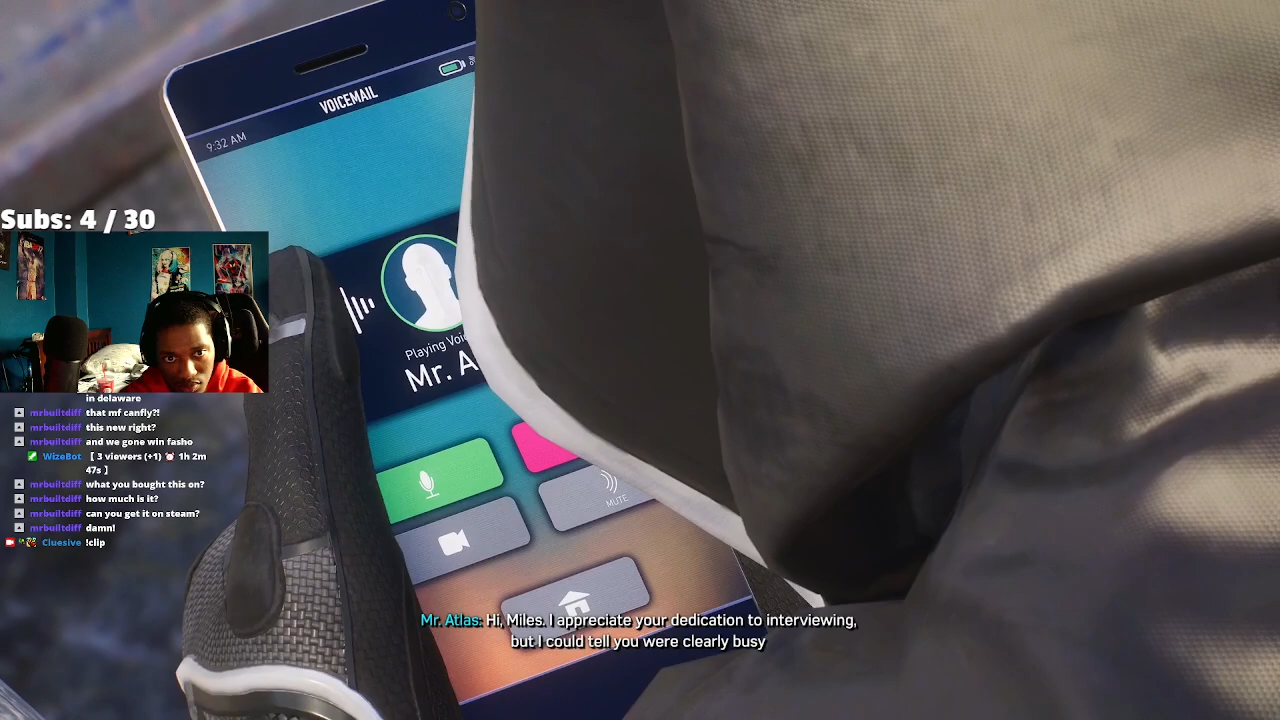 VOICEMAIL
9:32 AM
Subs: 4 / 30
Playing Voic
Mr. A
MUTE
in delaware
mrbuiltdiff that mf canfly?!
mrbuiltdiff this new right?
mrbuiltdiff and we gone win fasho
WizeBot [ 3 viewers (+1) ⏰ 1h 2m
47s ]
mrbuiltdiff what you bought this on?
mrbuiltdiff how much is it?
mrbuiltdiff can you get it on steam?
mrbuiltdiff damn!
Cluesive !clip
Mr. Atlas: Hi, Miles. I appreciate your dedication to interviewing,
but I could tell you were clearly busy